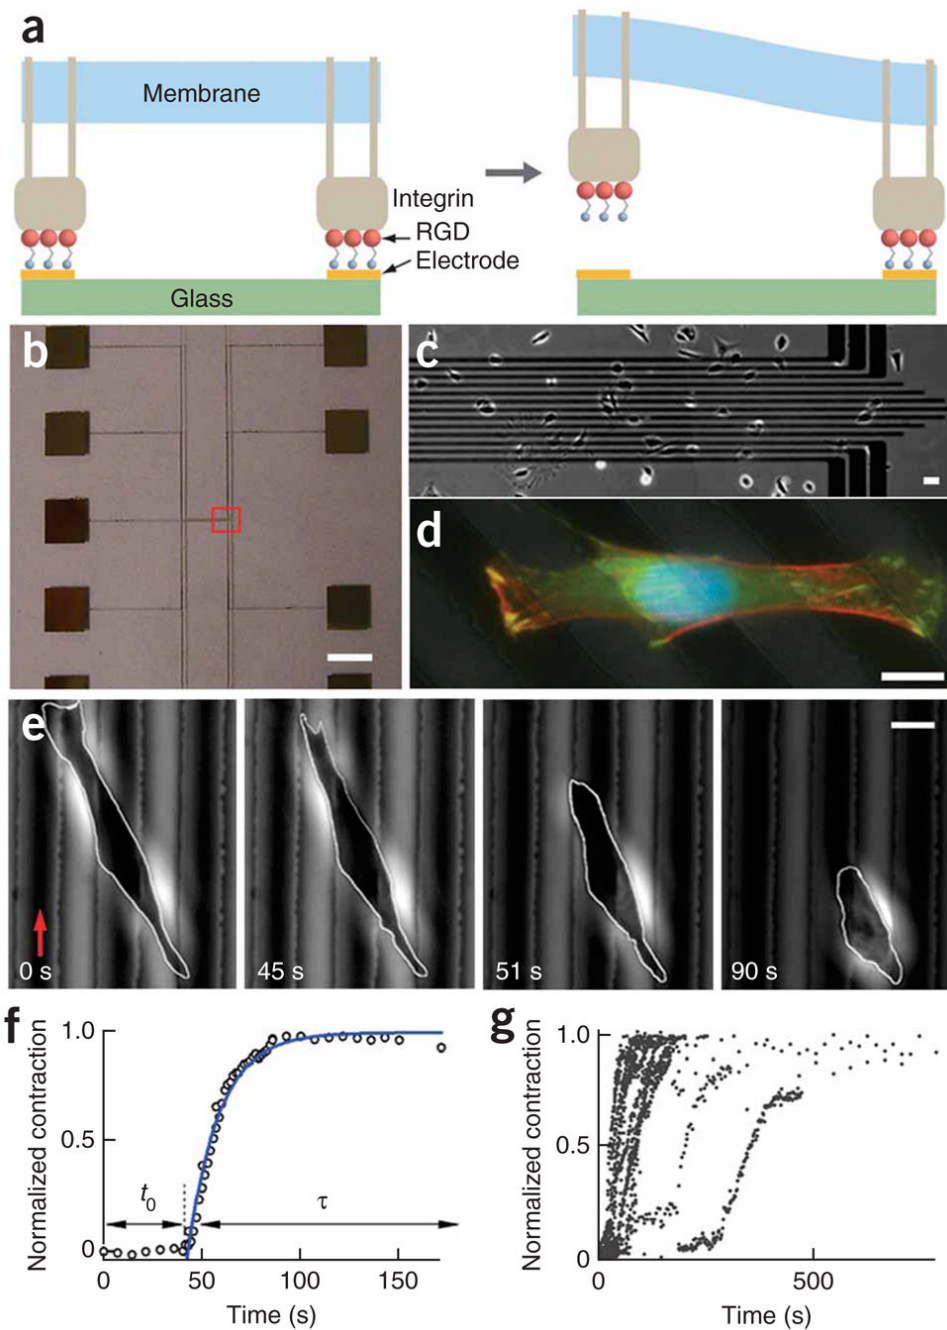 a
Membrane
Integrin
RGD
Electrode
Glass
b
c
d
e
0 s
45 s
51 s
90 s
f
Normalized contraction
1.0
0.5
0
t0
τ
0
50
100
150
Time (s)
g
Normalized contraction
1.0
0.5
0
0
500
Time (s)